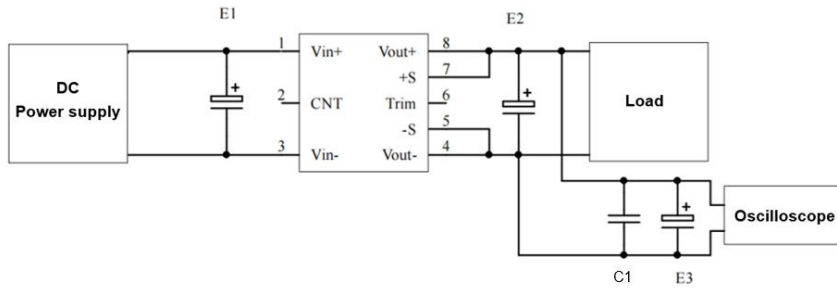 E1
E2
DC
Power supply
1
Vin+
Vout+
8
+S
7
2
CNT
Trim
6
-S
5
3
Vin-
Vout-
4
+
+
Load
+
Oscilloscope
C1
E3